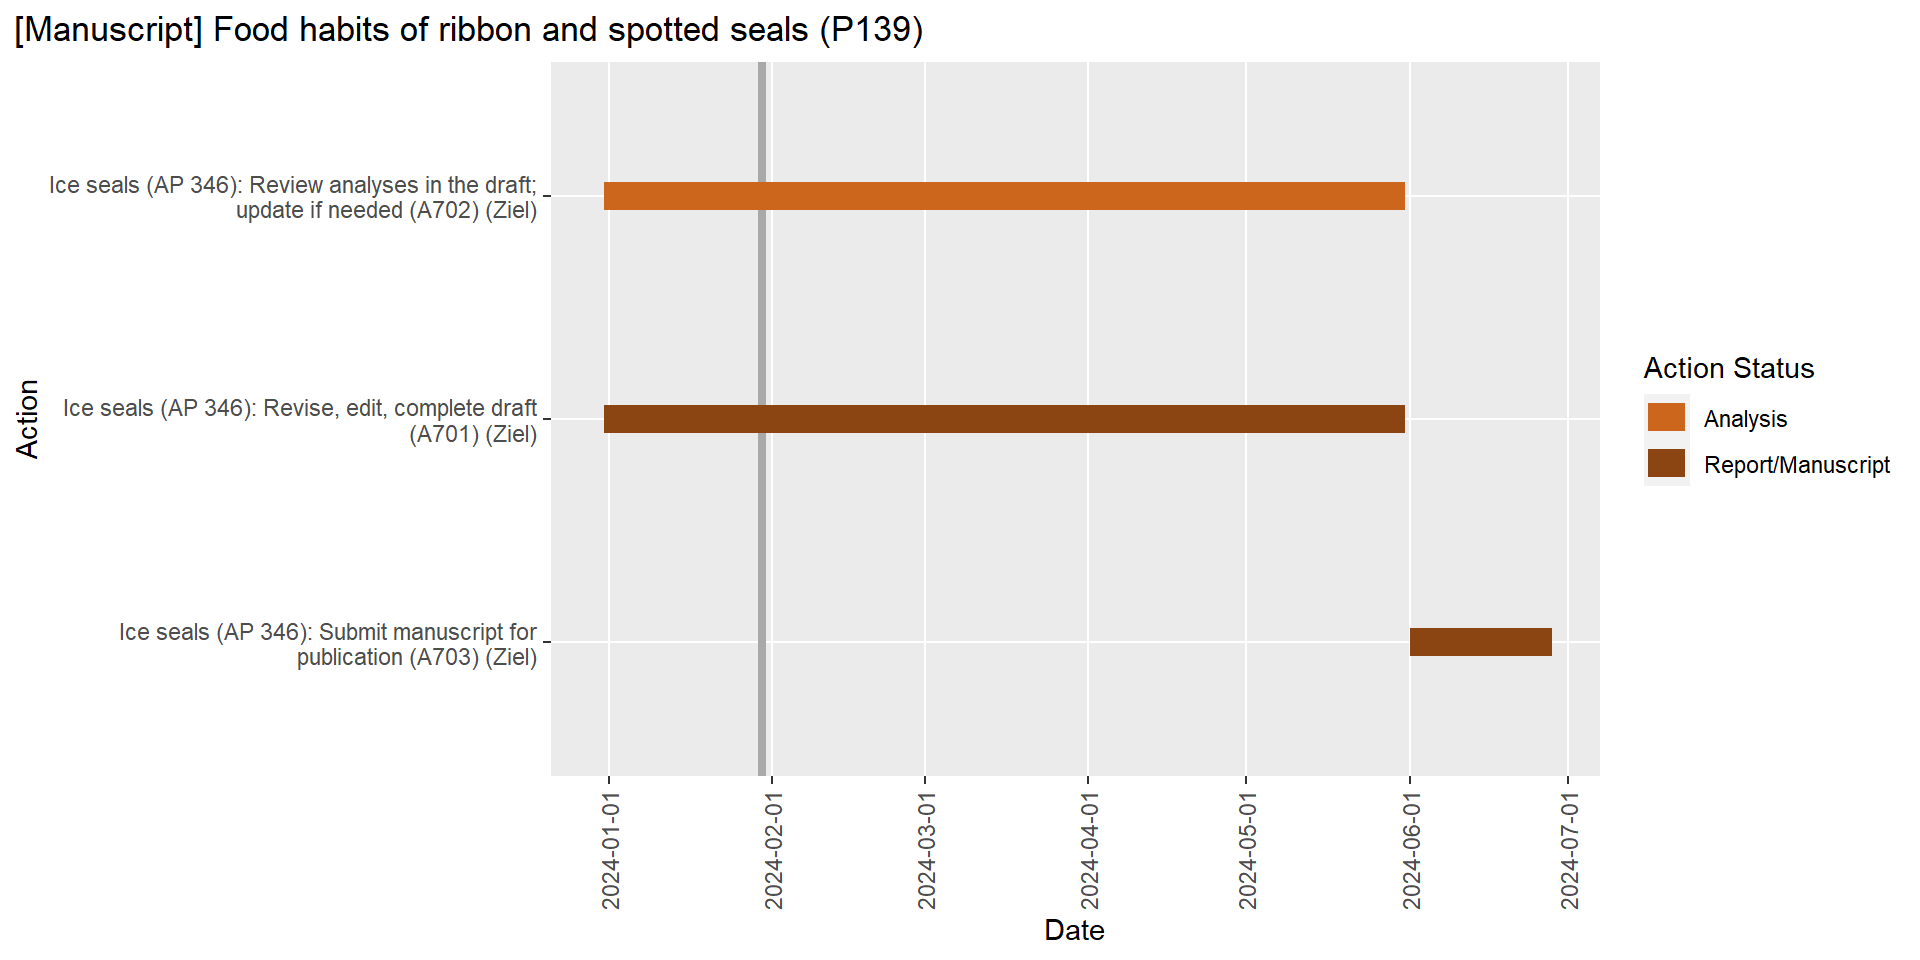 [Manuscript] Food habits of ribbon and spotted seals (P139)
Ice seals (AP 346): Review analyses in the draft;
update if needed (A702) (Ziel)
Ice seals (AP 346): Revise, edit, complete draft
(A701) (Ziel)
Ice seals (AP 346): Submit manuscript for
publication (A703) (Ziel)
Action
2024-01-01
2024-02-01
2024-03-01
2024-04-01
2024-05-01
2024-06-01
2024-07-01
Date
Action Status
Analysis
Report/Manuscript